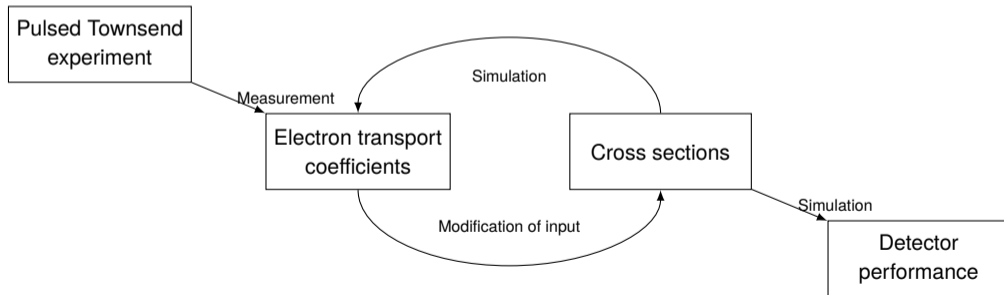 Pulsed Townsend
experiment
Measurement
Simulation
Electron transport
coefficients
Cross sections
Modification of input
Simulation
Detector
performance